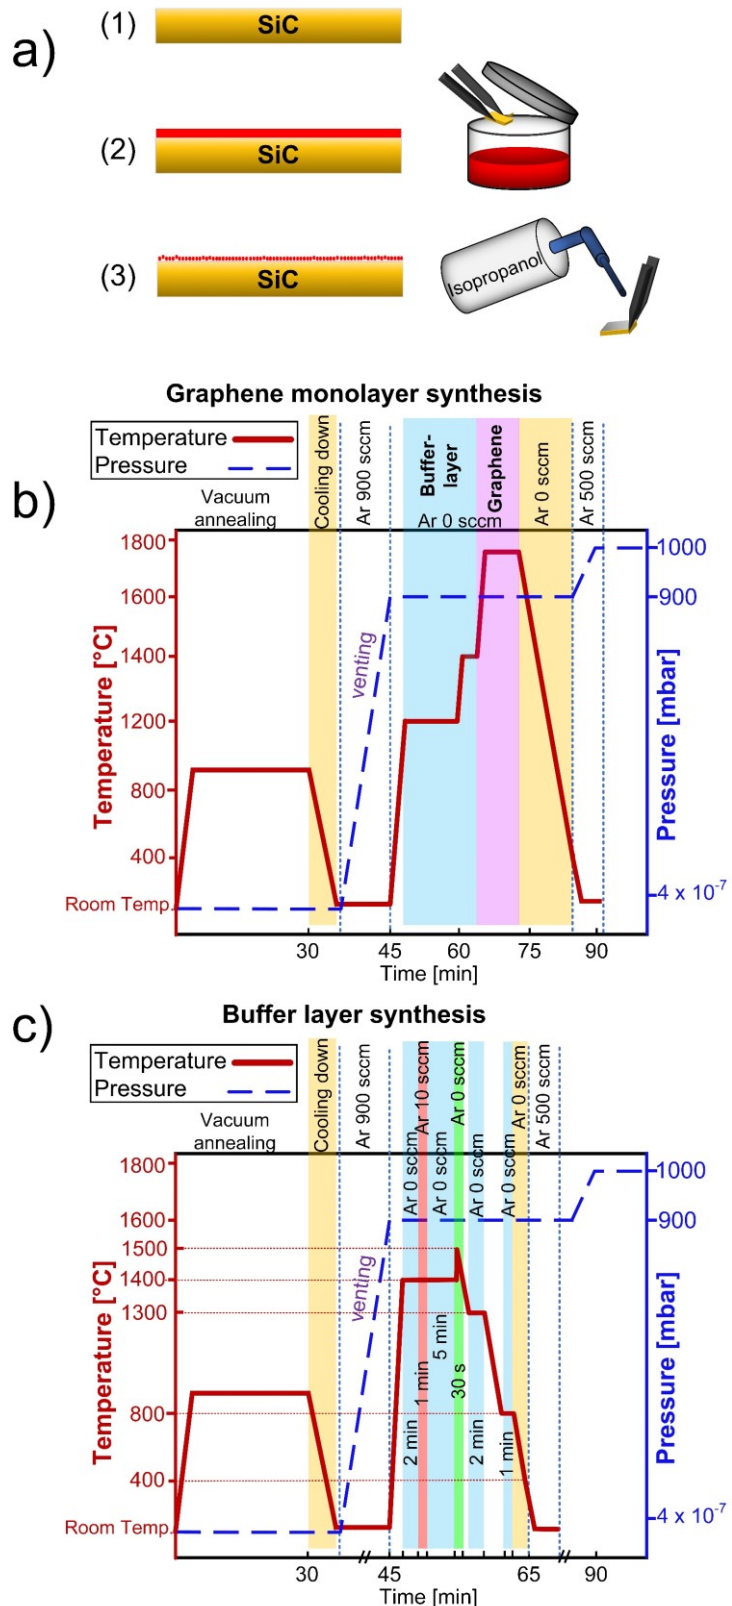 a)
(1)
SiC
(2)
SiC
(3)
SiC
Isopropanol
Graphene monolayer synthesis
b)
Temperature
Pressure
Vacuum
annealing
Cooling down
Ar 900 sccm
Buffer-
layer
Graphene
Ar 0 sccm
Ar 0 sccm
Ar 500 sccm
Temperature [°C]
1800
1600
1400
1200
800
400
Room Temp.
venting
1000
900
4 x 10-7
Pressure [mbar]
30
45
60
75
90
Time [min]
c)
Buffer layer synthesis
Temperature
Pressure
Vacuum
annealing
Cooling down
Ar 900 sccm
Ar 0 sccm
Ar 10 sccm
Ar 0 sccm
Ar 0 sccm
Ar 0 sccm
Ar 0 sccm
Ar 0 sccm
Ar 500 sccm
Temperature [°C]
1800
1600
1500
1400
1300
800
400
Room Temp.
venting
2 min
1 min
5 min
30 s
2 min
1 min
1000
900
4 x 10-7
Pressure [mbar]
30
45
65
90
Time [min]